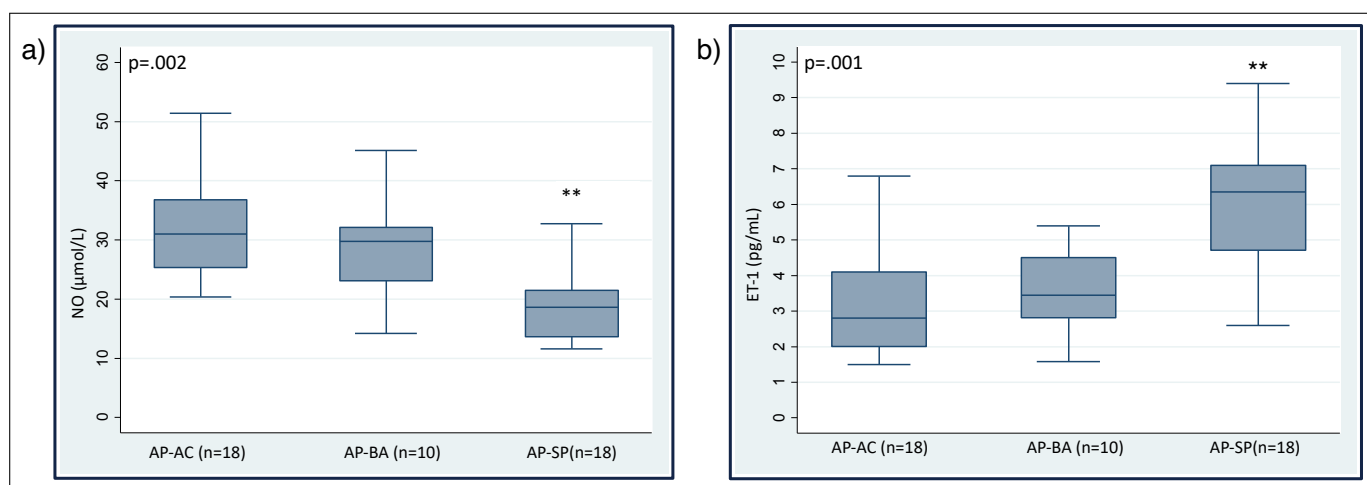 a)
p=.002
60
50
40
30
20
10
0
NO (µmol/L)
**
AP-AC (n=18)
AP-BA (n=10)
AP-SP(n=18)
b)
p=.001
10
9
8
7
6
5
4
3
2
1
0
ET-1 (pg/mL)
**
AP-AC (n=18)
AP-BA (n=10)
AP-SP(n=18)